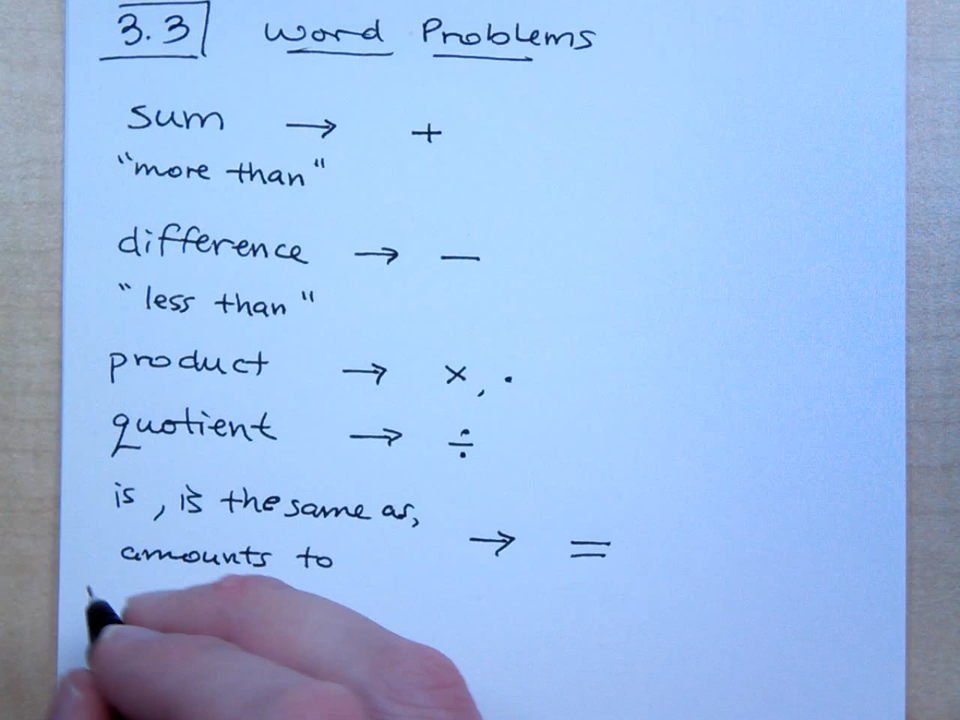 3.3 Word Problems
sum → +
"more than"
difference → —
"less than"
product → ×, ·
quotient → ÷
is, is the same as,
amounts to → =